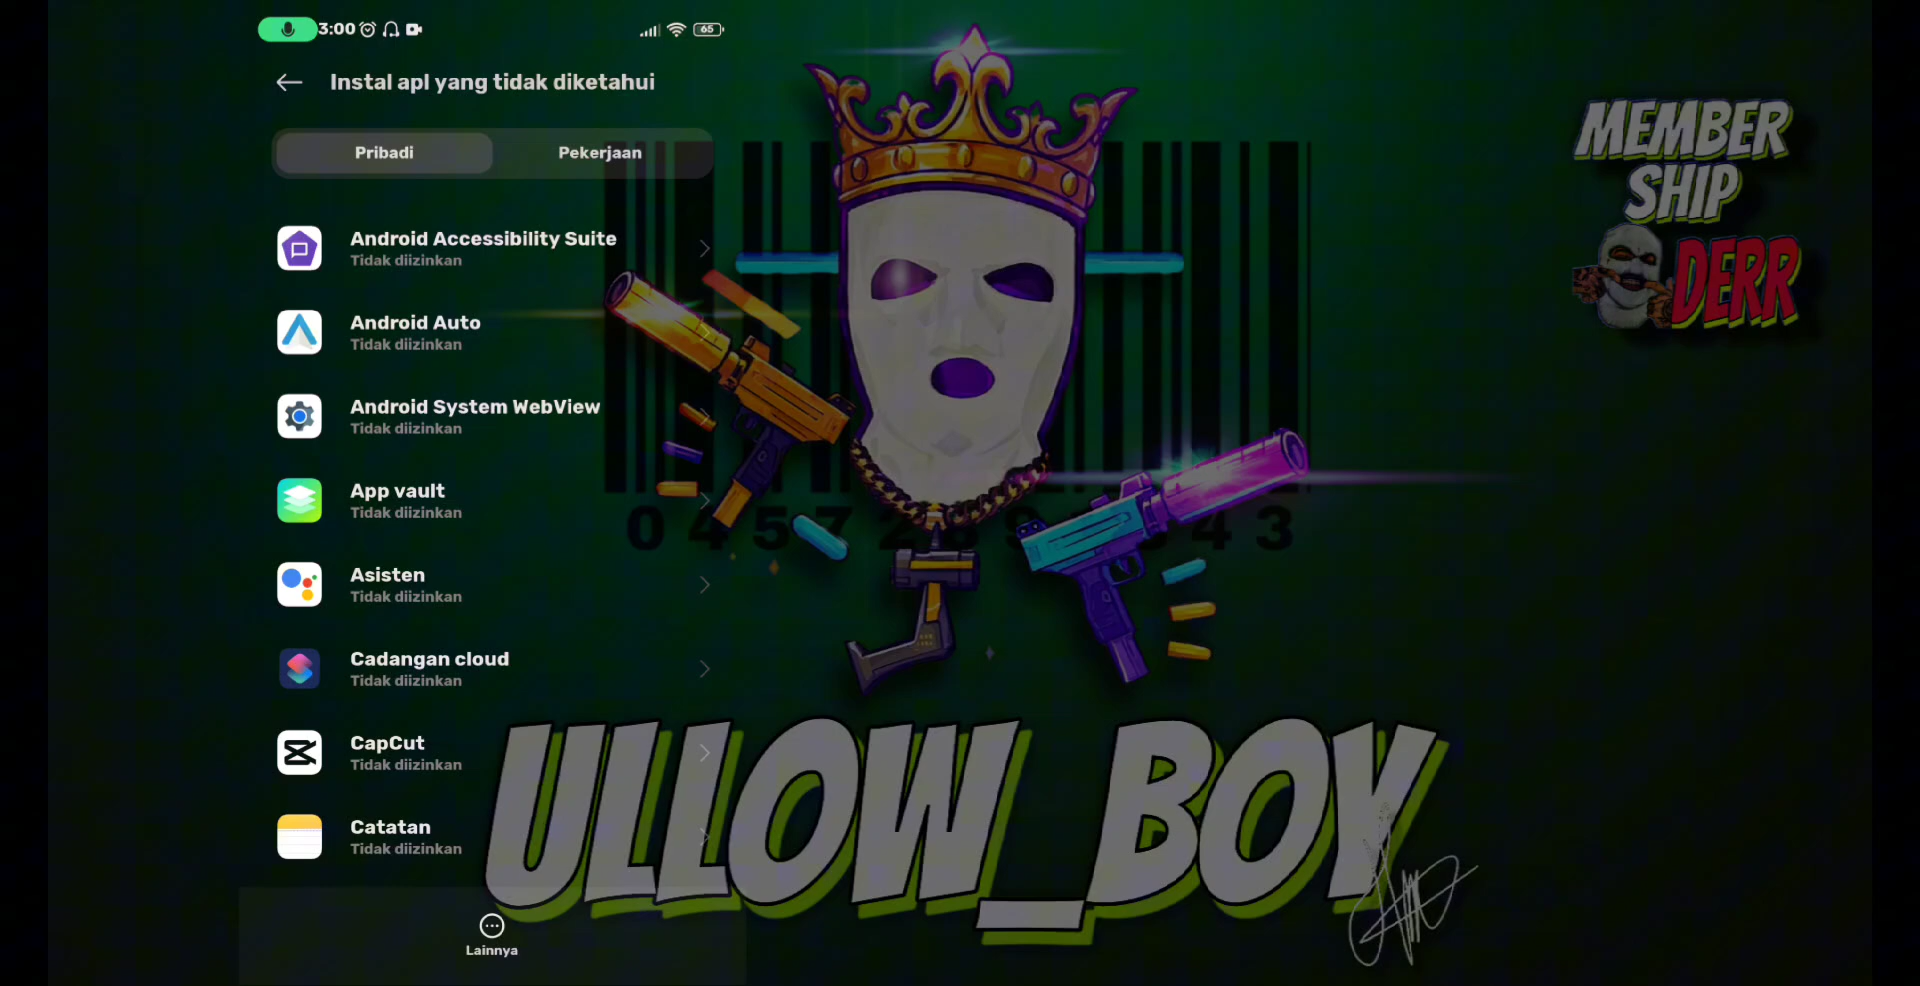 3:00
65
Instal apl yang tidak diketahui
Pribadi
Pekerjaan
Android Accessibility Suite
Tidak diizinkan
Android Auto
Tidak diizinkan
Android System WebView
Tidak diizinkan
App vault
Tidak diizinkan
Asisten
Tidak diizinkan
Cadangan cloud
Tidak diizinkan
CapCut
Tidak diizinkan
Catatan
Tidak diizinkan
Lainnya
MEMBER
SHIP
DERR
ULLOW_BOY